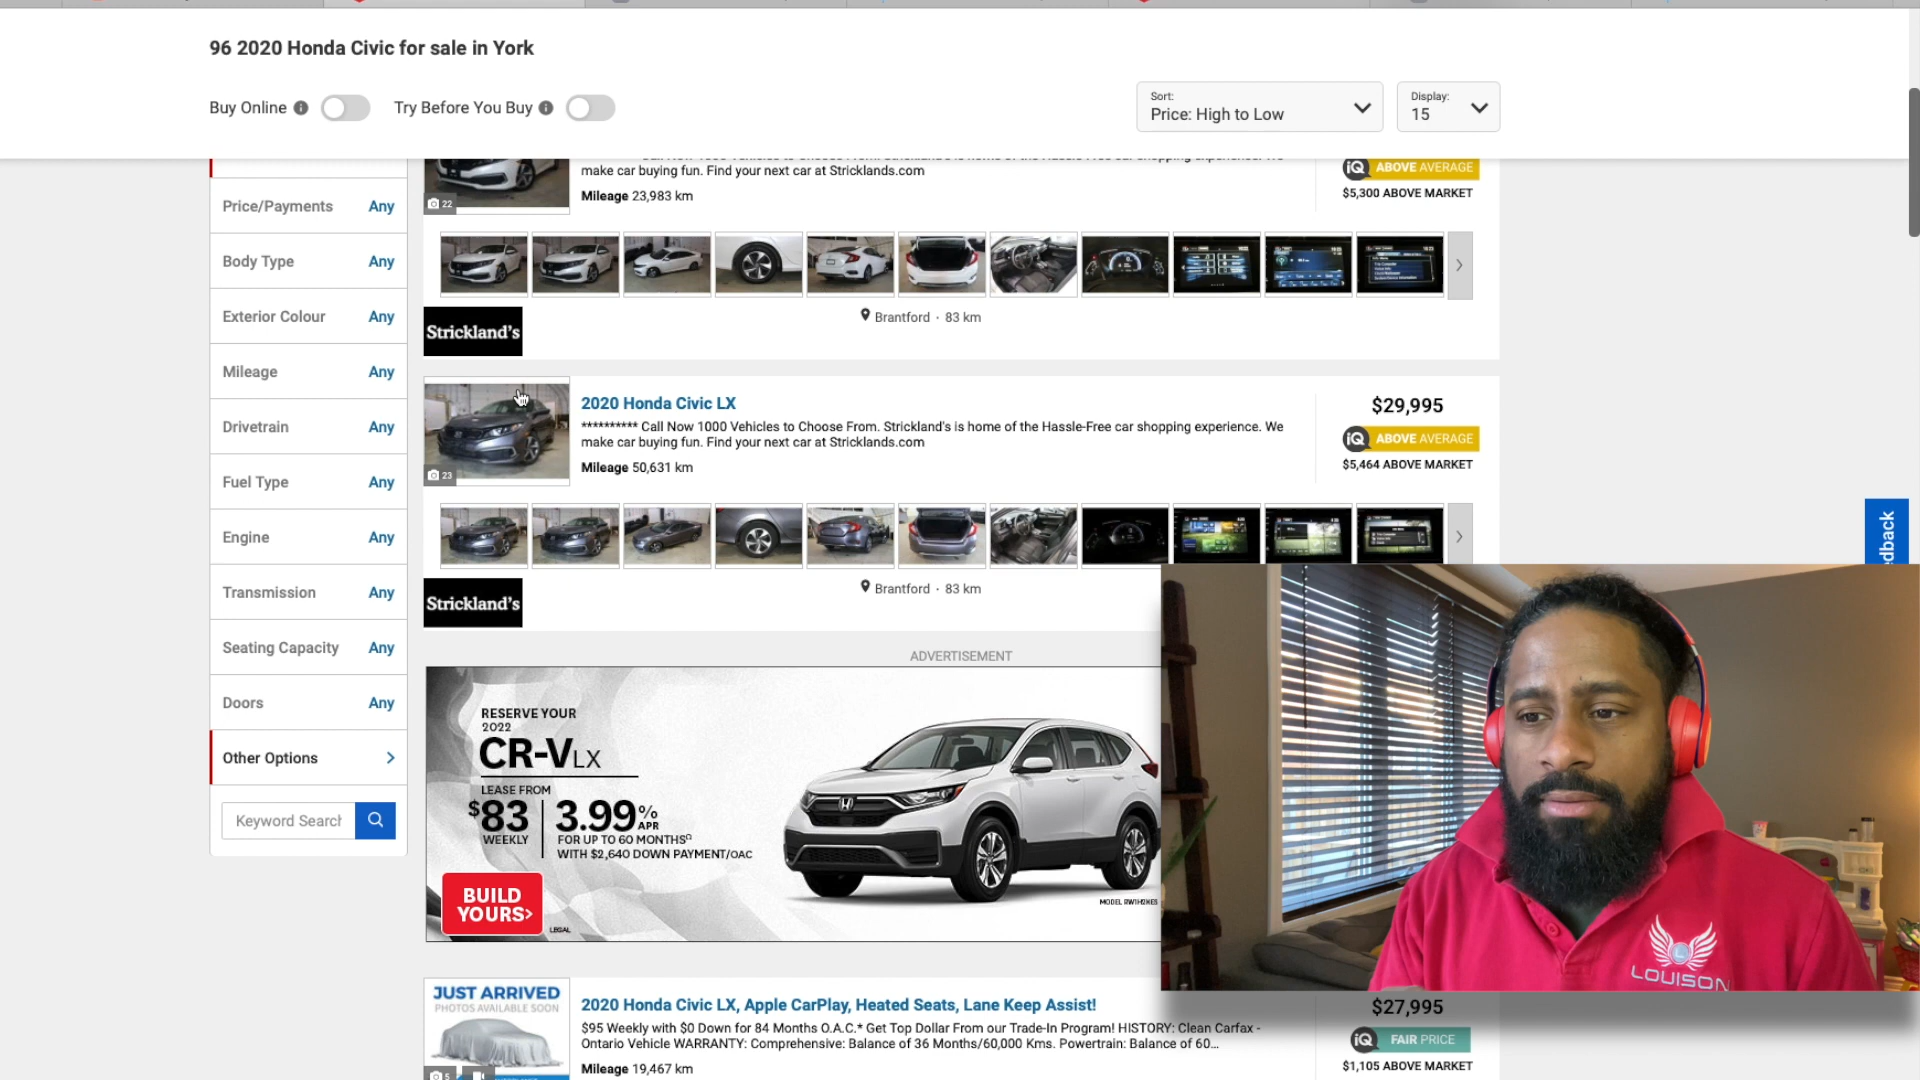 96 2020 Honda Civic for sale in York
Buy Online
Try Before You Buy
Sort:
Price: High to Low
Display:
15
make car buying fun. Find your next car at Stricklands.com
Mileage 23,983 km
22
iQ ABOVE AVERAGE
$5,300 ABOVE MARKET
Strickland's
Brantford · 83 km
Price/Payments Any
Body Type Any
Exterior Colour Any
Mileage Any
Drivetrain Any
Fuel Type Any
Engine Any
Transmission Any
Seating Capacity Any
Doors Any
Other Options
Keyword Search
2020 Honda Civic LX
********** Call Now 1000 Vehicles to Choose From. Strickland's is home of the Hassle-Free car shopping experience. We
make car buying fun. Find your next car at Stricklands.com
Mileage 50,631 km
23
$29,995
iQ ABOVE AVERAGE
$5,464 ABOVE MARKET
Strickland's
Brantford · 83 km
ADVERTISEMENT
RESERVE YOUR
2022
CR-V LX
LEASE FROM
$83
WEEKLY
3.99% APR
FOR UP TO 60 MONTHSΩ
WITH $2,640 DOWN PAYMENT/OAC
BUILD
YOURS>
LEGAL
MODEL RW1H2NES
JUST ARRIVED
PHOTOS AVAILABLE SOON
5
2020 Honda Civic LX, Apple CarPlay, Heated Seats, Lane Keep Assist!
$95 Weekly with $0 Down for 84 Months O.A.C.* Get Top Dollar From our Trade-In Program! HISTORY: Clean Carfax -
Ontario Vehicle WARRANTY: Comprehensive: Balance of 36 Months/60,000 Kms. Powertrain: Balance of 60...
Mileage 19,467 km
$27,995
iQ FAIR PRICE
$1,105 ABOVE MARKET
edback
L
LOUISON